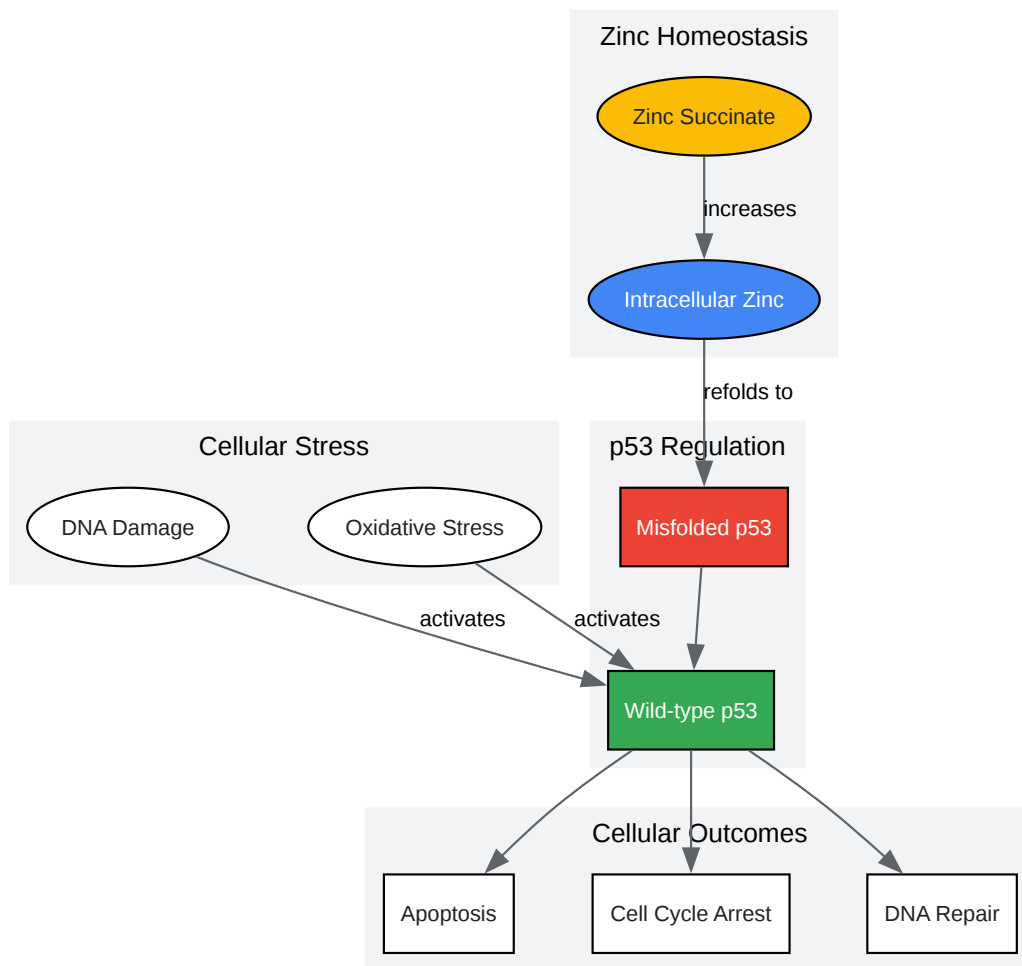 Zinc Homeostasis
Zinc Succinate
increases
Intracellular Zinc
refolds to
Cellular Stress
p53 Regulation
DNA Damage
Oxidative Stress
Misfolded p53
activates
activates
Wild-type p53
Cellular Outcomes
Apoptosis
Cell Cycle Arrest
DNA Repair